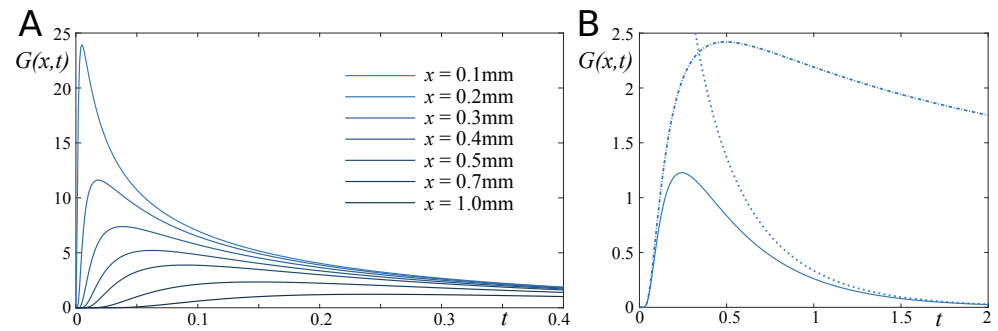 A
B
25
20
15
10
5
0
G(x,t)
x = 0.1mm
x = 0.2mm
x = 0.3mm
x = 0.4mm
x = 0.5mm
x = 0.7mm
x = 1.0mm
0 0.1 0.2 0.3 t 0.4
2.5
2
1.5
1
0.5
0
G(x,t)
0 0.5 1 1.5 t 2